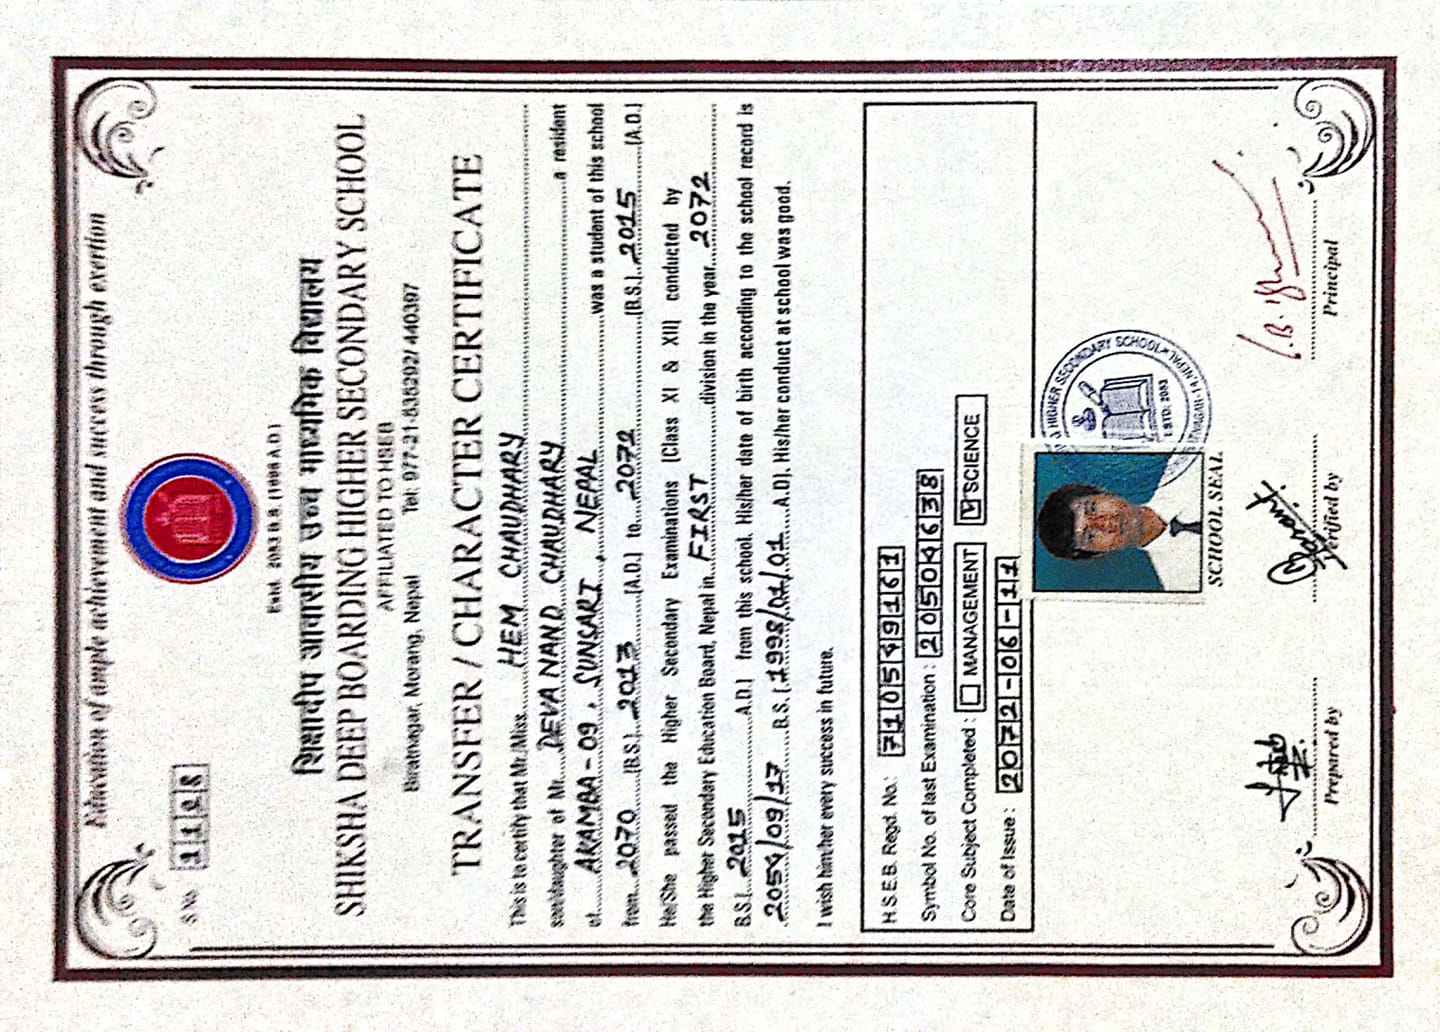 Education of ample achievement and success through exertion
S.No. 1128
Estd. 2053 B.S. (1996 A.D.)
शिक्षादीप आवासीय उच्च माध्यमिक विद्यालय
SHIKSHA DEEP BOARDING HIGHER SECONDARY SCHOOL
AFFILIATED TO HSEB
Biratnagar, Morang, Nepal Tel: 977-21-535292/ 440397
TRANSFER / CHARACTER CERTIFICATE
This is to certify that Mr./Miss HEM CHAUDHARY
son/daughter of Mr. DEVANAND CHAUDHARY a resident
of AKAMBA-09, SUNSARI, NEPAL was a student of this school
from 2070 (B.S.) 2013 (A.D.) to 2072 (B.S.) 2015 (A.D.)
He/She passed the Higher Secondary Examinations (Class XI & XII) conducted by
the Higher Secondary Education Board, Nepal in FIRST division in the year 2072
B.S.( 2015 A.D.) from this school. His/her date of birth according to the school record is
2054/09/17 B.S. (1998/01/01 A.D). His/her conduct at school was good.
I wish him/her every success in future.
H.S.E.B. Regd. No.: 710549161
Symbol No. of last Examination : 20504638
Core Subject Completed : MANAGEMENT SCIENCE
Date of Issue : 2072-06-11
HIGHER SECONDARY SCHOOL
ESTD: 2053
BIRATNAGAR-14, NEPAL
SCHOOL SEAL
Basant
Prepared by Verified by Principal